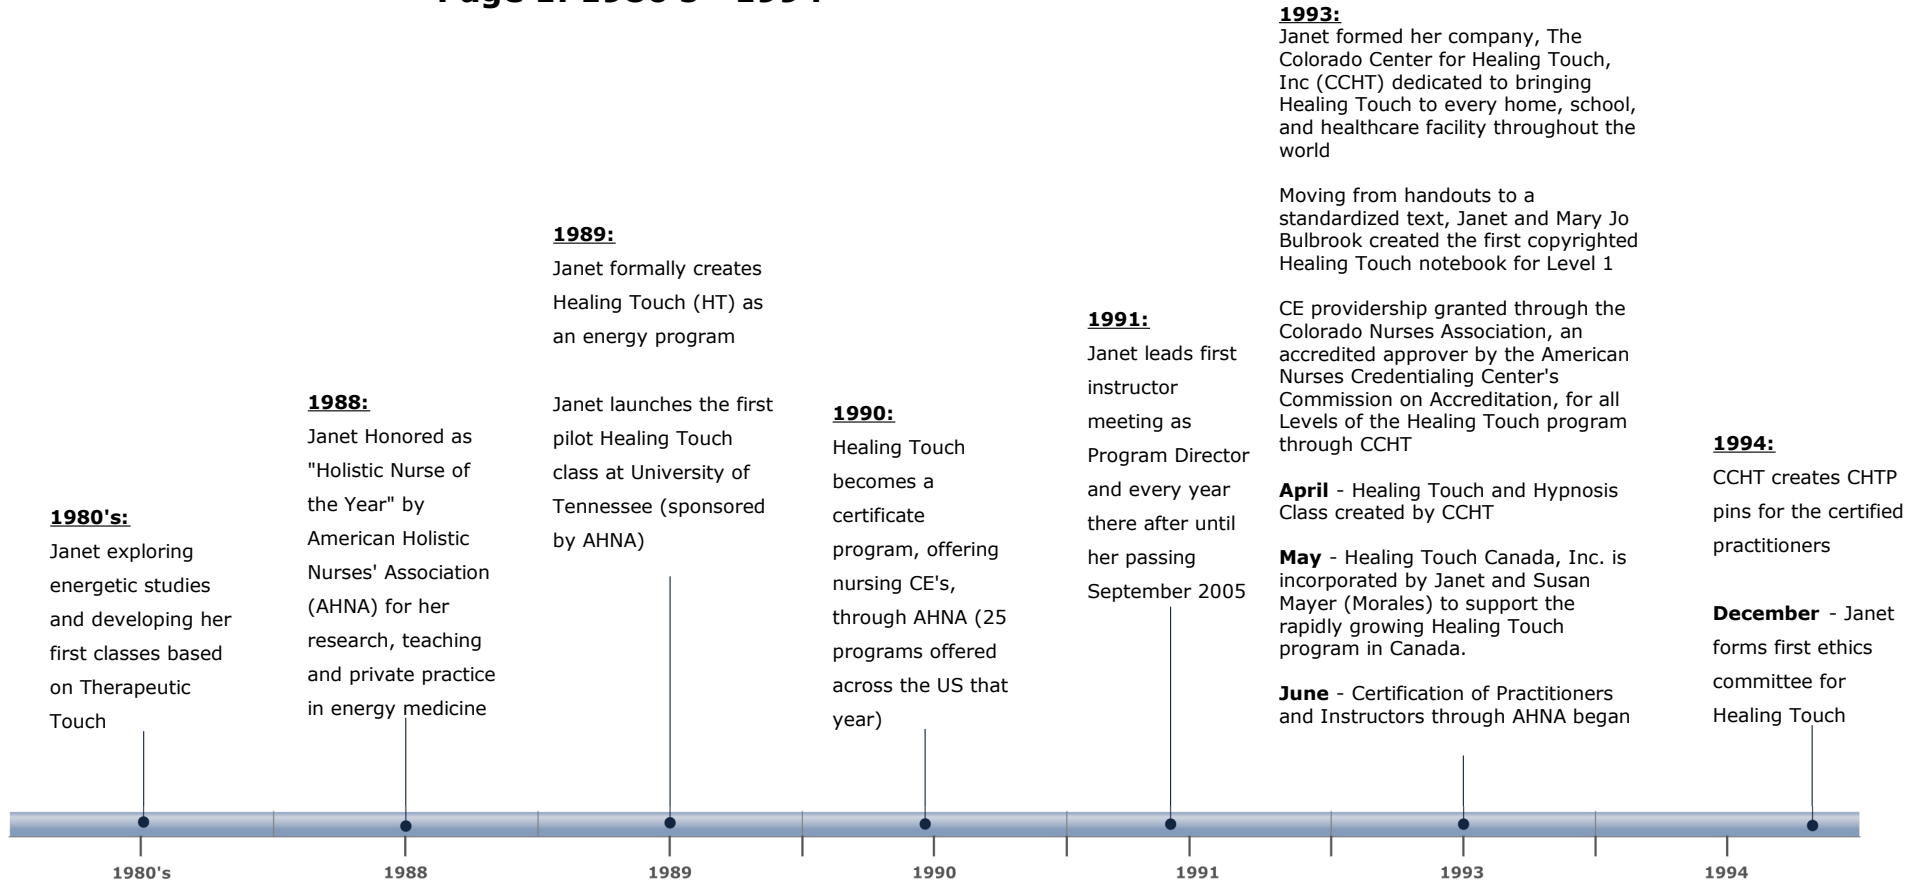 Page 2: 1980's - 1994
1980's:
Janet exploring
energetic studies
and developing her
first classes based
on Therapeutic
Touch
1988:
Janet Honored as
"Holistic Nurse of
the Year" by
American Holistic
Nurses' Association
(AHNA) for her
research, teaching
and private practice
in energy medicine
1989:
Janet formally creates
Healing Touch (HT) as
an energy program
Janet launches the first
pilot Healing Touch
class at University of
Tennessee (sponsored
by AHNA)
1990:
Healing Touch
becomes a
certificate
program, offering
nursing CE's,
through AHNA (25
programs offered
across the US that
year)
1991:
Janet leads first
instructor
meeting as
Program Director
and every year
there after until
her passing
September 2005
1993:
Janet formed her company, The
Colorado Center for Healing Touch,
Inc (CCHT) dedicated to bringing
Healing Touch to every home, school,
and healthcare facility throughout the
world
Moving from handouts to a
standardized text, Janet and Mary Jo
Bulbrook created the first copyrighted
Healing Touch notebook for Level 1
CE providership granted through the
Colorado Nurses Association, an
accredited approver by the American
Nurses Credentialing Center's
Commission on Accreditation, for all
Levels of the Healing Touch program
through CCHT
April - Healing Touch and Hypnosis
Class created by CCHT
May - Healing Touch Canada, Inc. is
incorporated by Janet and Susan
Mayer (Morales) to support the
rapidly growing Healing Touch
program in Canada.
June - Certification of Practitioners
and Instructors through AHNA began
1994:
CCHT creates CHTP
pins for the certified
practitioners
December - Janet
forms first ethics
committee for
Healing Touch
1980's
1988
1989
1990
1991
1993
1994